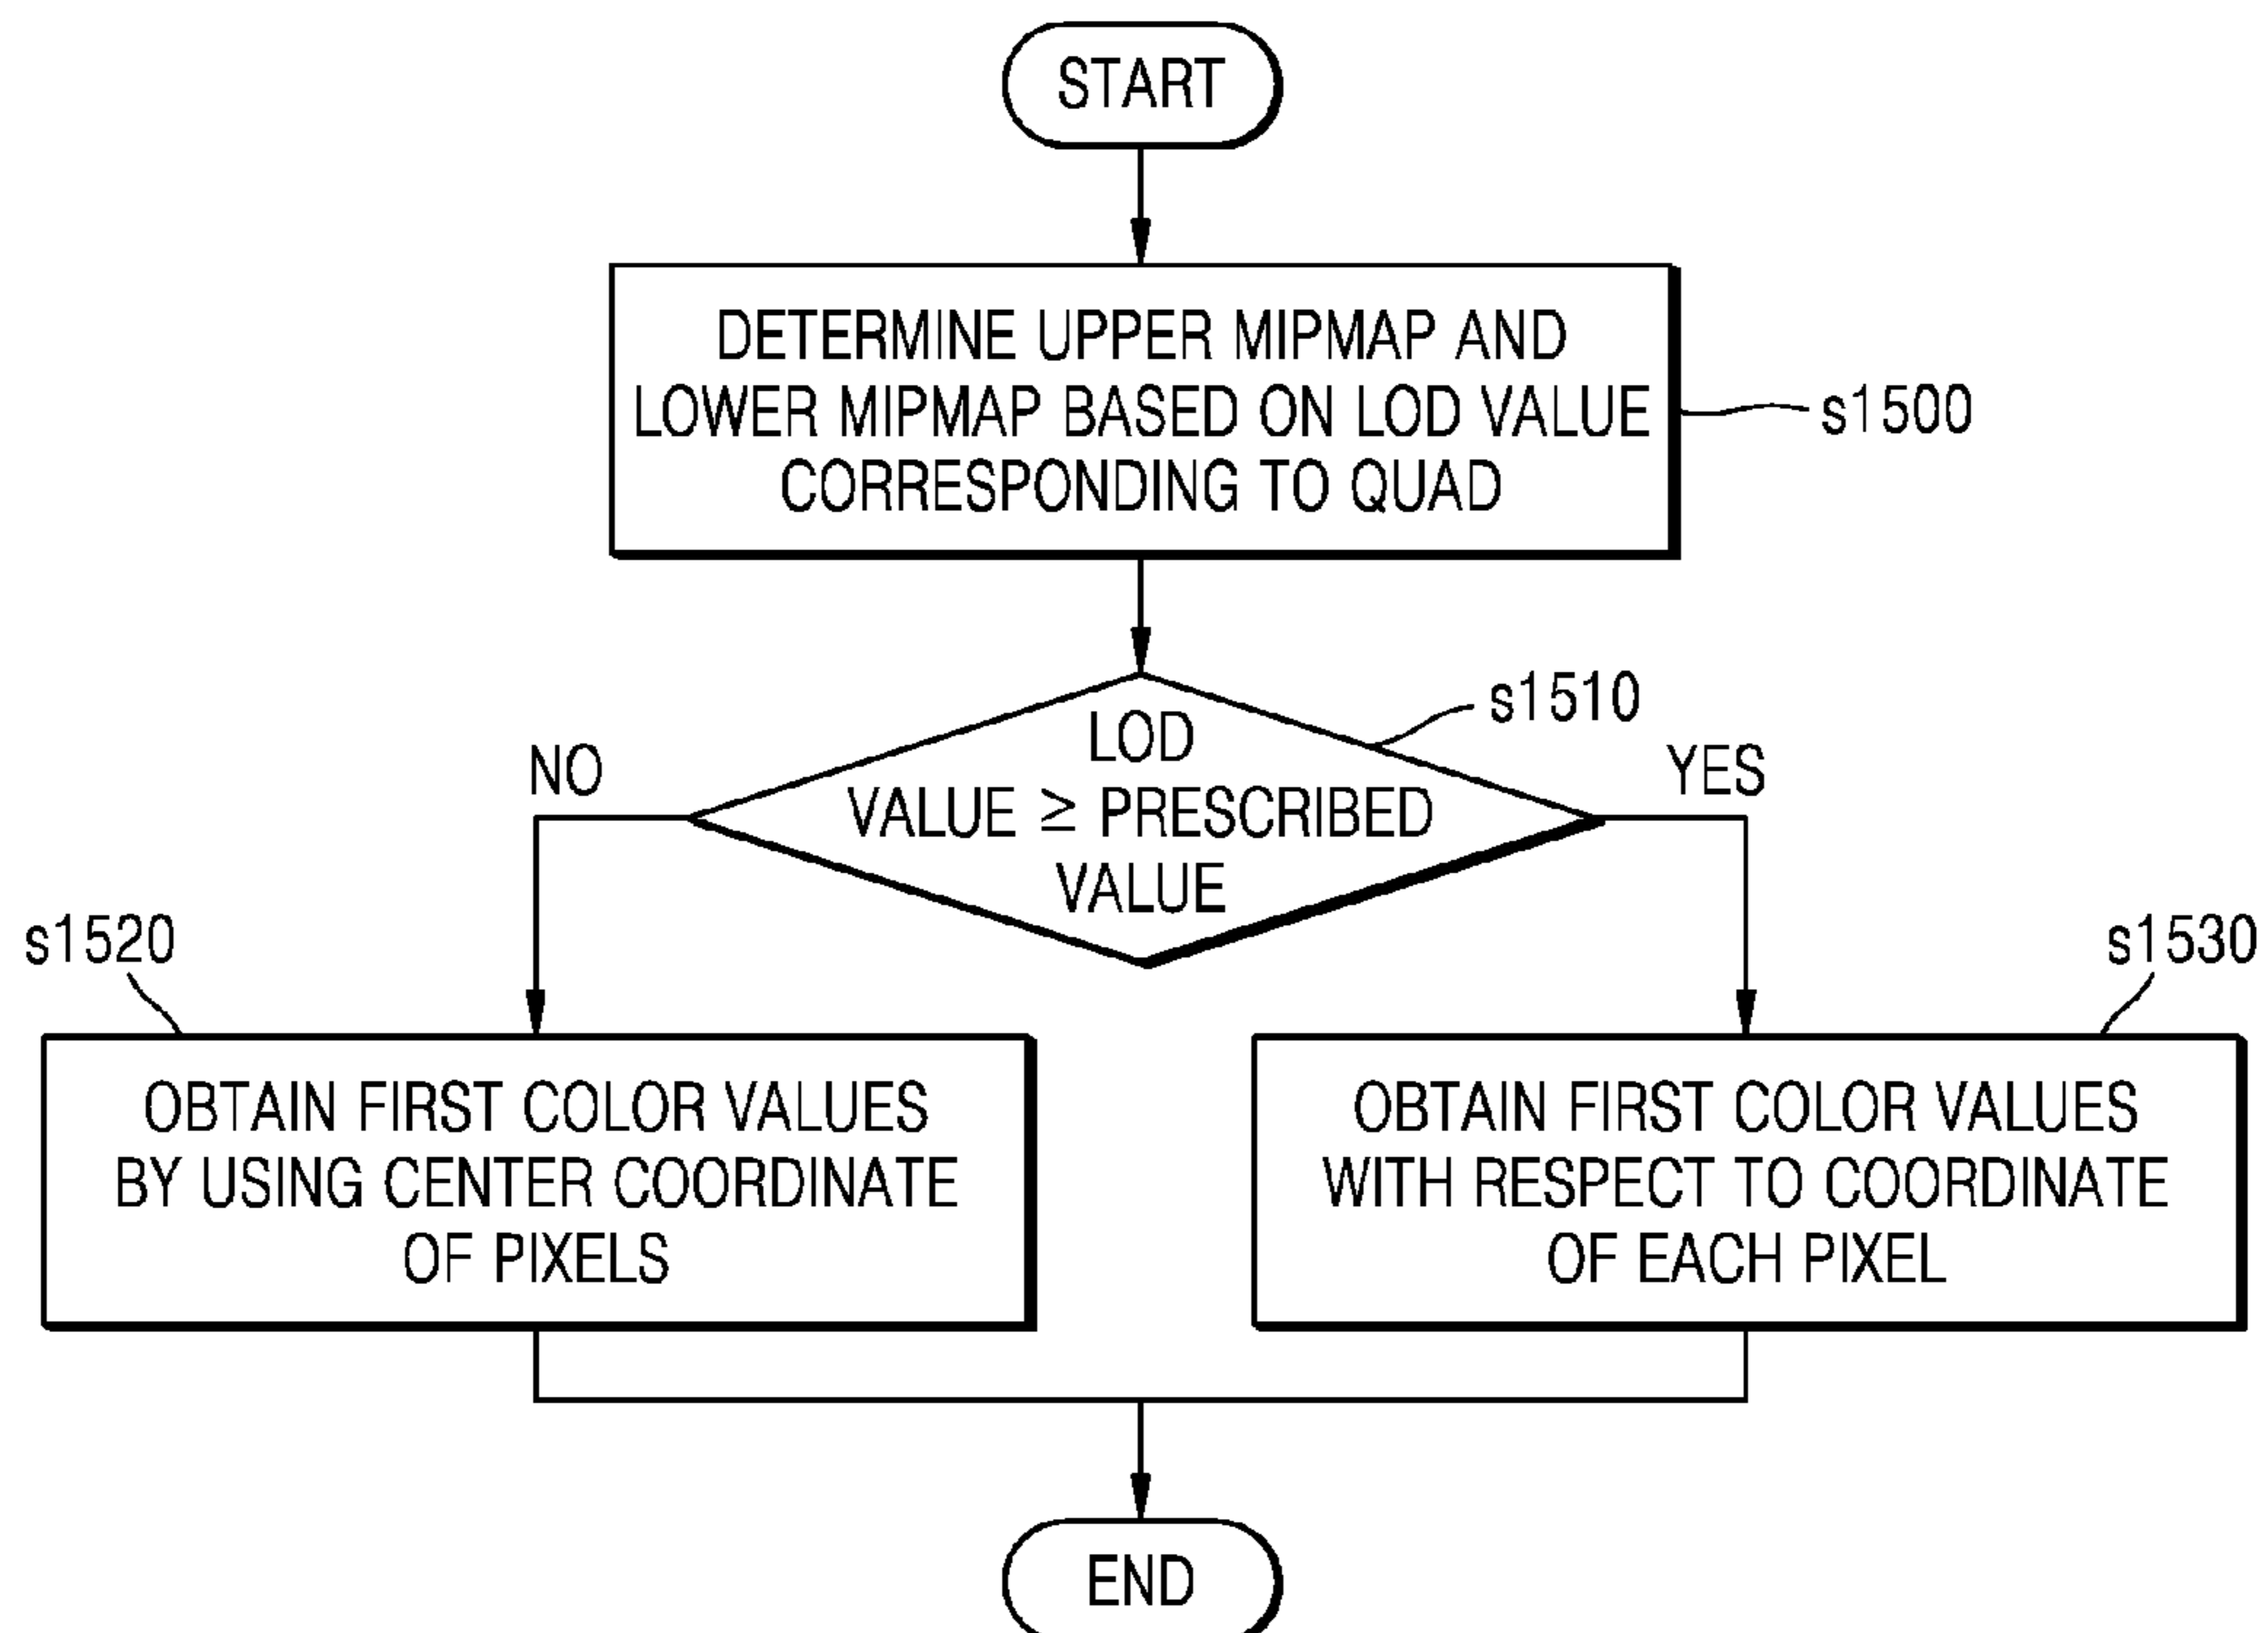 START
DETERMINE UPPER MIPMAP AND
LOWER MIPMAP BASED ON LOD VALUE
CORRESPONDING TO QUAD
s1500
s1510
LOD
VALUE ≥ PRESCRIBED
VALUE
NO
YES
s1520
s1530
OBTAIN FIRST COLOR VALUES
BY USING CENTER COORDINATE
OF PIXELS
OBTAIN FIRST COLOR VALUES
WITH RESPECT TO COORDINATE
OF EACH PIXEL
END